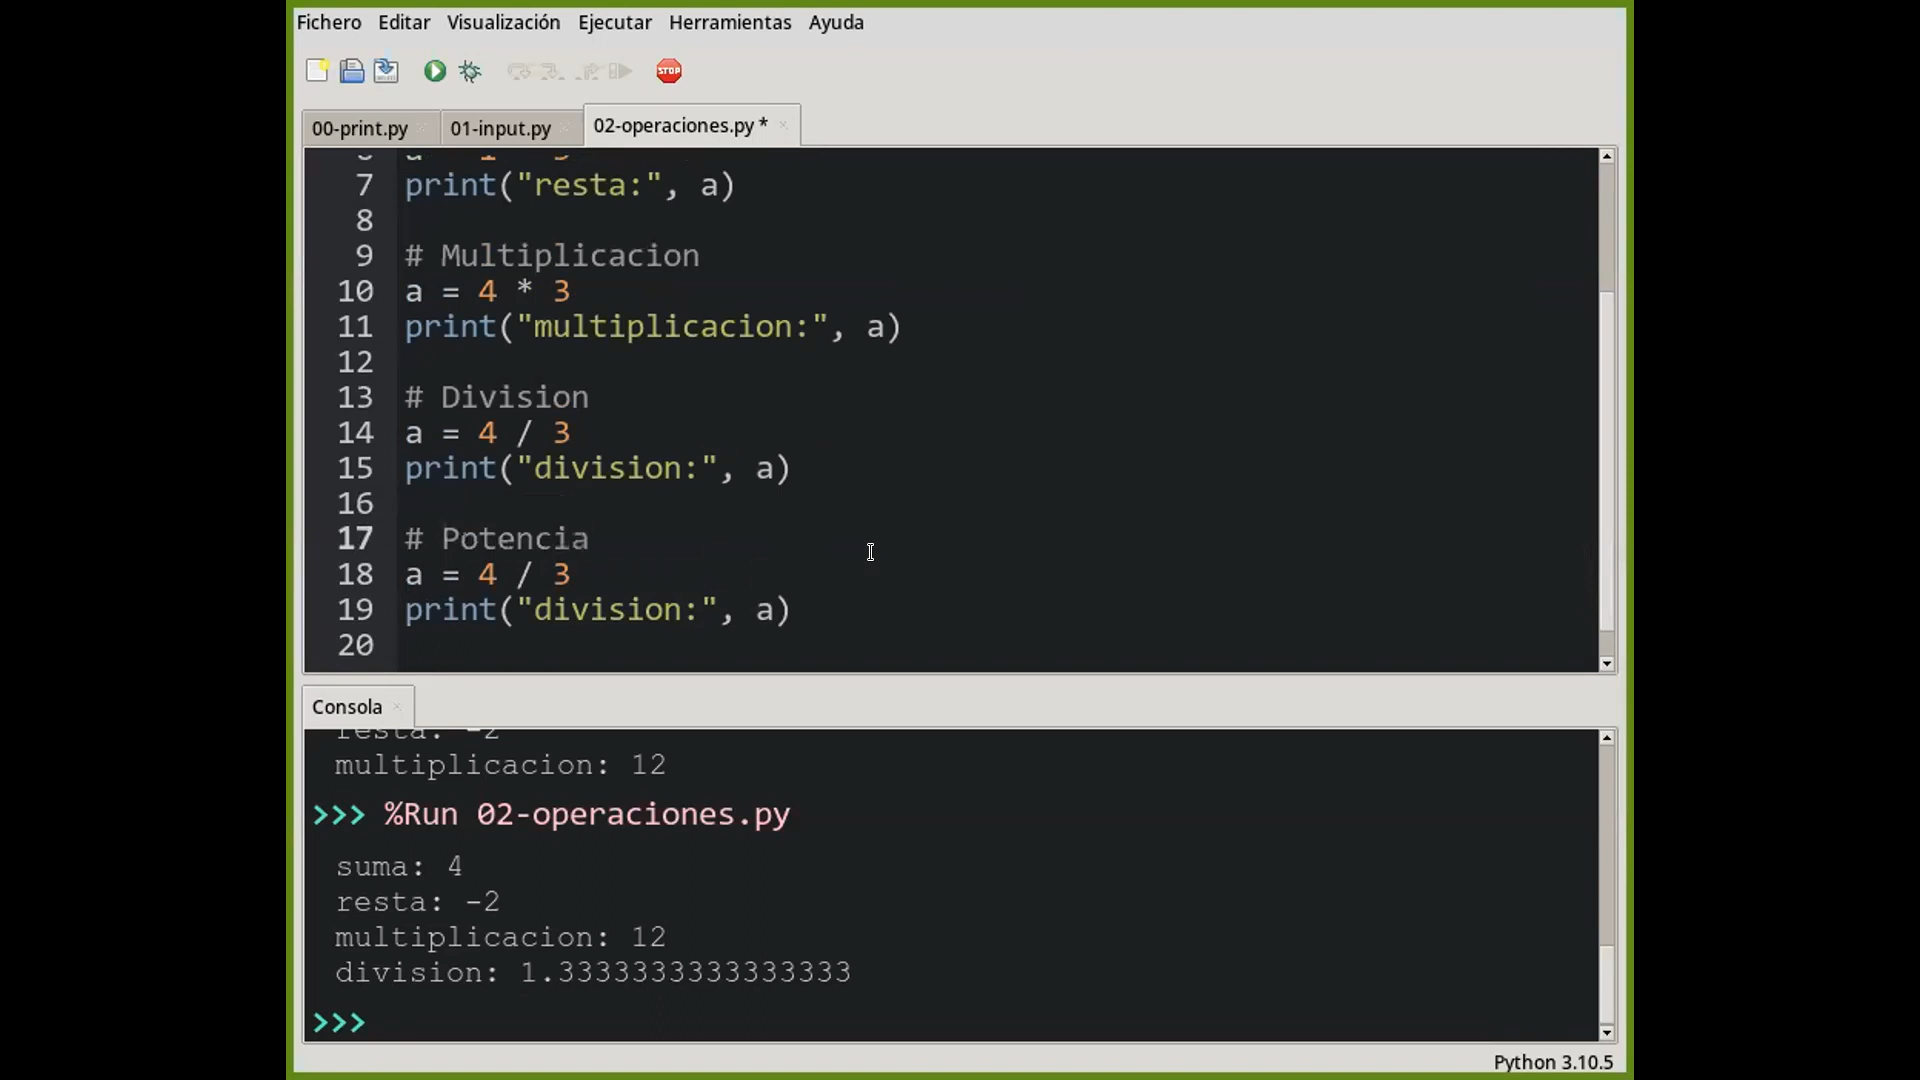 Fichero Editar Visualización Ejecutar Herramientas Ayuda
STOP
00-print.py 01-input.py 02-operaciones.py *
7 print("resta:", a)
8
9 # Multiplicacion
10 a = 4 * 3
11 print("multiplicacion:", a)
12
13 # Division
14 a = 4 / 3
15 print("division:", a)
16
17 # Potencia
18 a = 4 / 3
19 print("division:", a)
20
Consola
resta: -2
multiplicacion: 12
>>> %Run 02-operaciones.py
suma: 4
resta: -2
multiplicacion: 12
division: 1.3333333333333333
>>>
Python 3.10.5